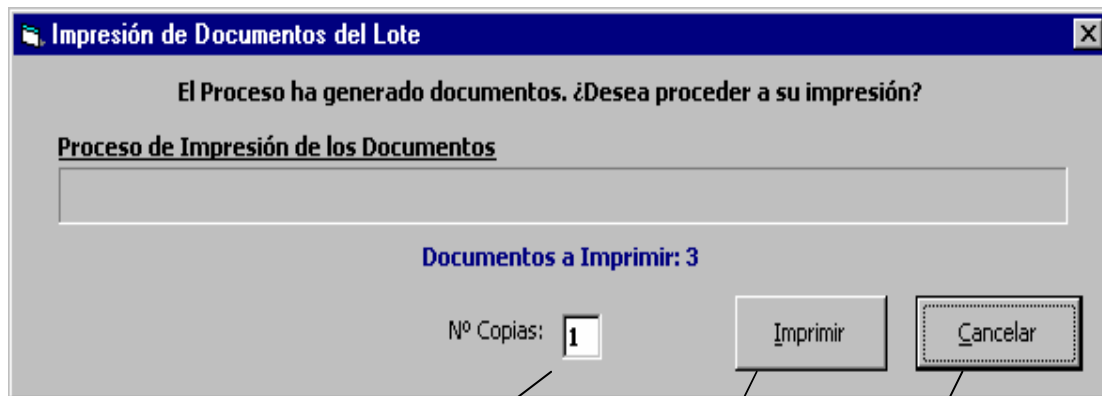 Impresión de Documentos del Lote
El Proceso ha generado documentos. ¿Desea proceder a su impresión?
Proceso de Impresión de los Documentos
Documentos a Imprimir: 3
Nº Copias: 1 Imprimir Cancelar